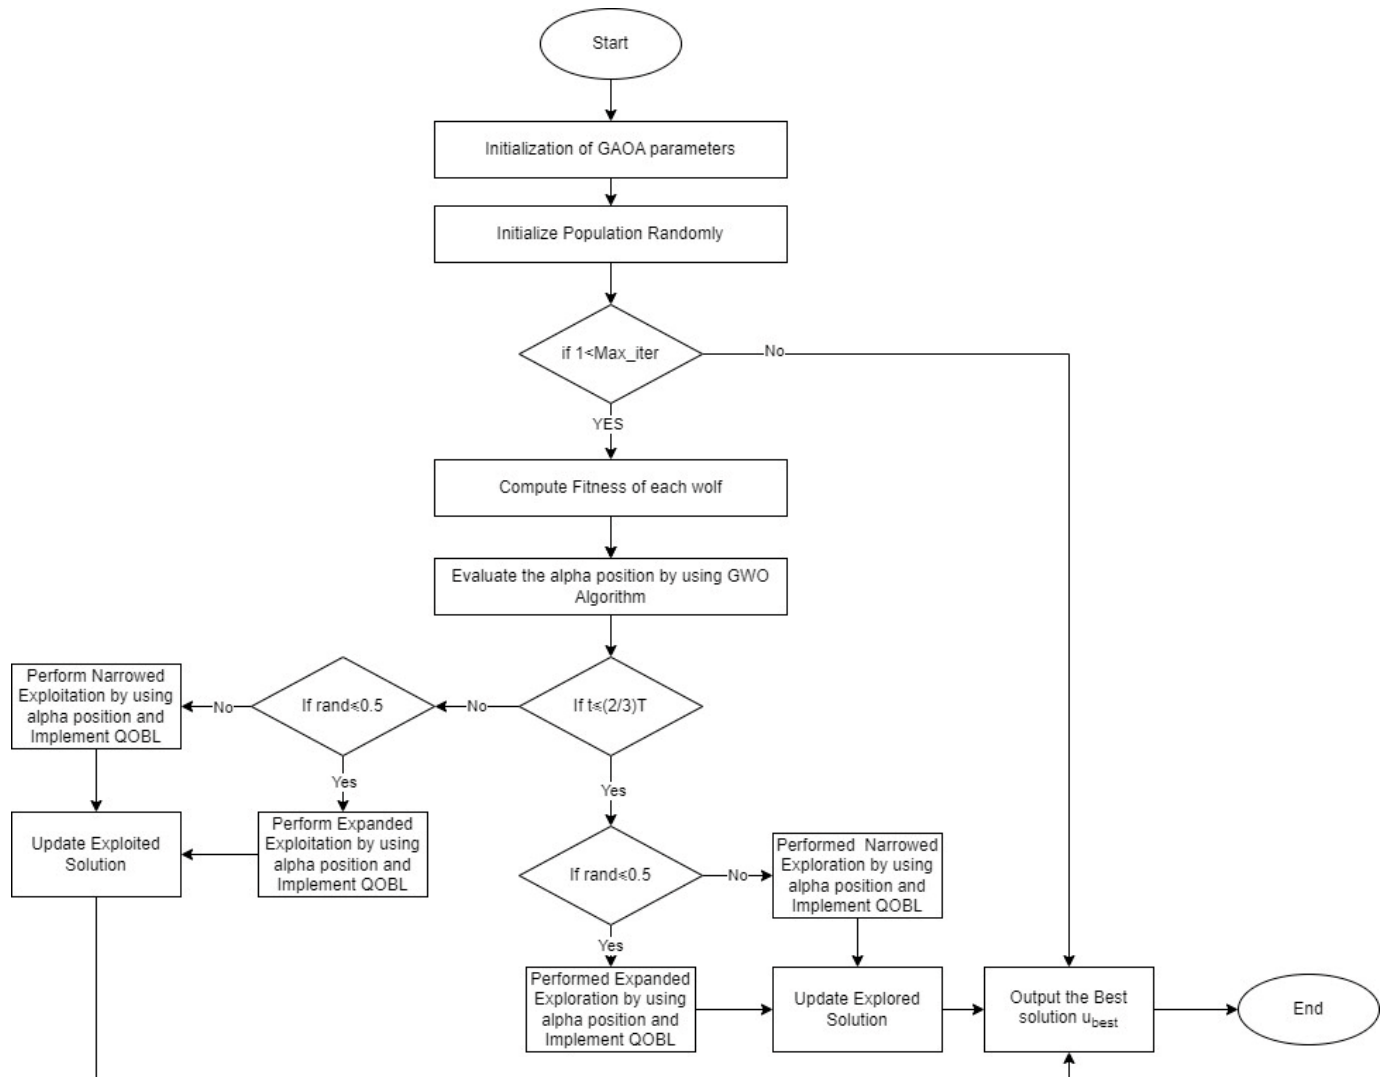 Start
Initialization of GAOA parameters
Initialize Population Randomly
if 1<Max_iter
No
YES
Compute Fitness of each wolf
Evaluate the alpha position by using GWO
Algorithm
Perform Narrowed
Exploitation by using
alpha position and
Implement QOBL
No
If rand≤0.5
No
If t≤(2/3)T
Yes
Yes
Update Exploited
Solution
Perform Expanded
Exploitation by using
alpha position and
Implement QOBL
If rand≤0.5
No
Performed Narrowed
Exploration by using
alpha position and
Implement QOBL
Yes
Performed Expanded
Exploration by using
alpha position and
Implement QOBL
Update Explored
Solution
Output the Best
solution u_best
End